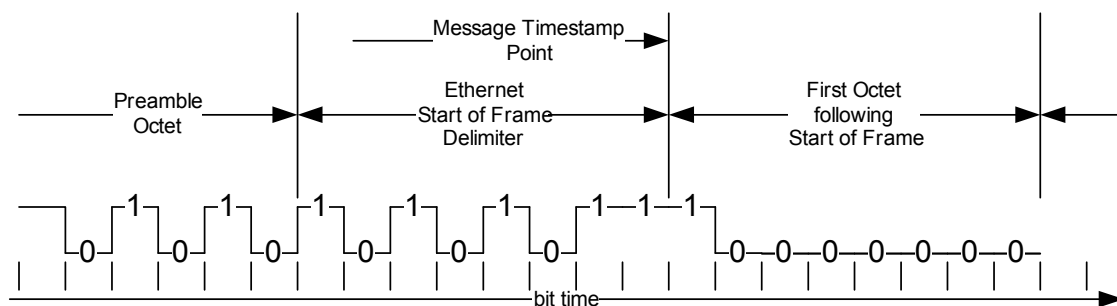 Message Timestamp
Point
Preamble
Octet
Ethernet
Start of Frame
Delimiter
First Octet
following
Start of Frame
0 1 0 1 0 1 0 1 0 1 0 1 1 1 0 0 0 0 0 0 0
bit time